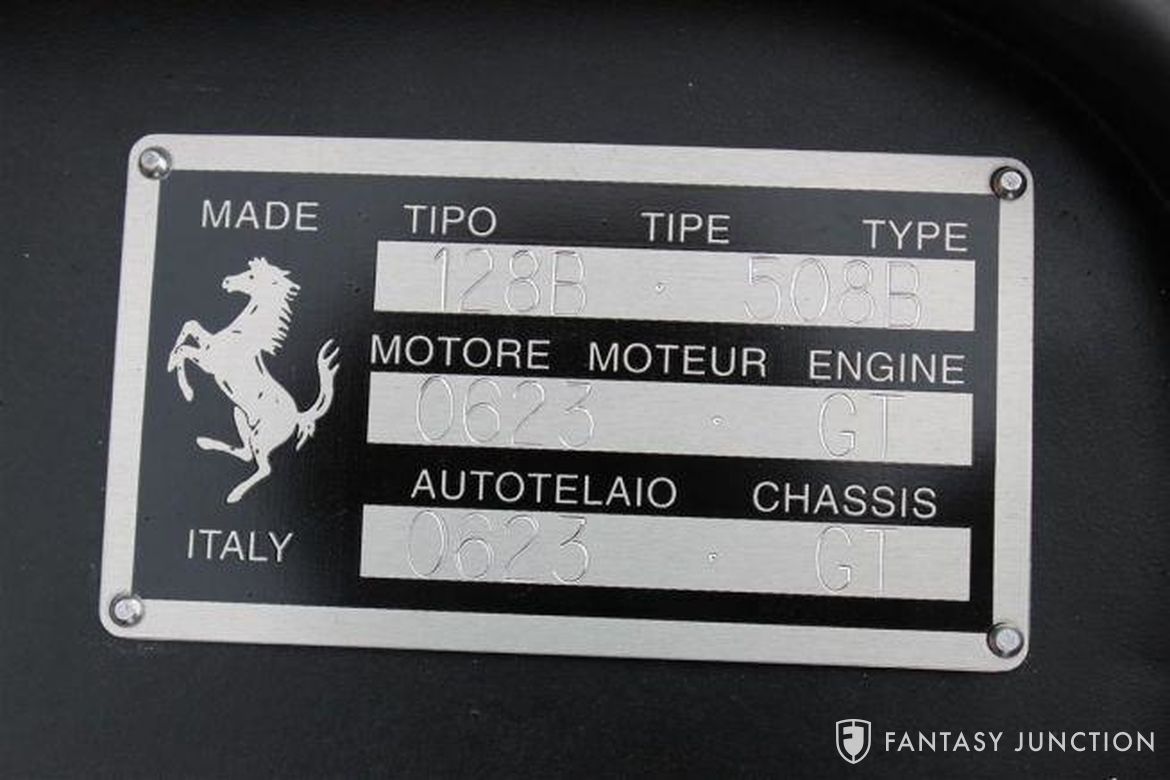 MADE TIPO TIPE TYPE
128B · 508B
MOTORE MOTEUR ENGINE
0623 · GT
AUTOTELAIO CHASSIS
0623 · GT
ITALY
FANTASY JUNCTION